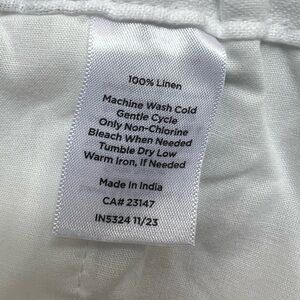 100% Linen
Machine Wash Cold
Gentle Cycle
Only Non-Chlorine
Bleach When Needed
Tumble Dry Low
Warm Iron, If Needed
Made in India
CA# 23147
IN5324 11/23